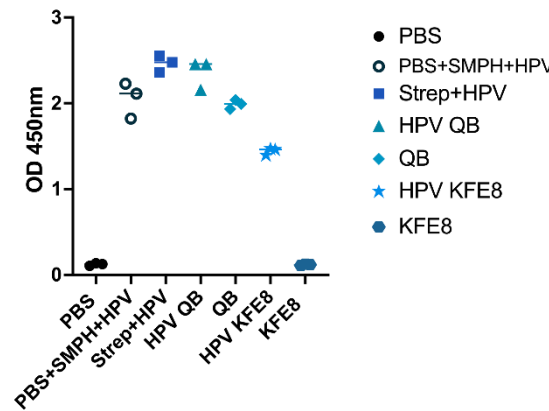 3
2
1
0
OD 450nm
PBS
PBS+SMPH+HPV
Strep+HPV
HPV QB
QB
HPV KFE8
KFE8
PBS
PBS+SMPH+HPV
Strep+HPV
HPV QB
QB
HPV KFE8
KFE8